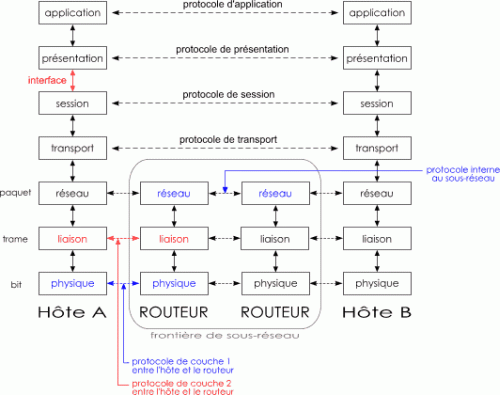 application protocole d'application application
présentation protocole de présentation présentation
interface
session protocole de session session
transport protocole de transport transport
protocole interne
au sous-réseau
paquet réseau réseau réseau réseau
trame liaison liaison liaison liaison
bit physique physique physique physique
HÔTE A ROUTEUR ROUTEUR HÔTE B
frontière de sous-réseau
protocole de couche 1
entre l'hôte et le routeur
protocole de couche 2
entre l'hôte et le routeur